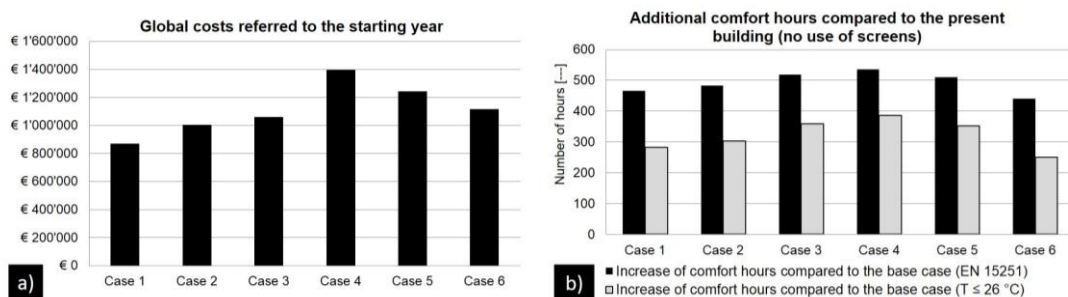 Global costs referred to the starting year
€ 1'600'000
€ 1'400'000
€ 1'200'000
€ 1'000'000
€ 800'000
€ 600'000
€ 400'000
€ 200'000
€ 0
Case 1 Case 2 Case 3 Case 4 Case 5 Case 6
a)
Additional comfort hours compared to the present
building (no use of screens)
Number of hours [---]
600
500
400
300
200
100
0
Case 1 Case 2 Case 3 Case 4 Case 5 Case 6
Increase of comfort hours compared to the base case (EN 15251)
Increase of comfort hours compared to the base case (T ≤ 26 °C)
b)